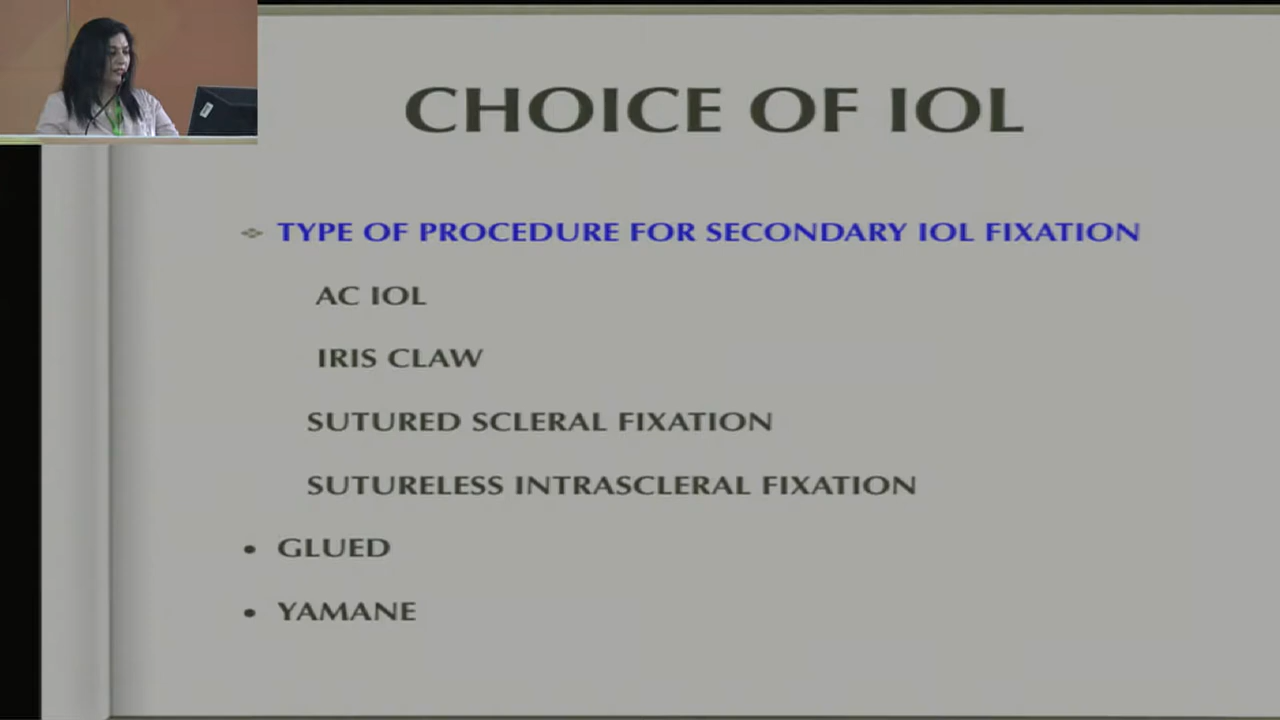 CHOICE OF IOL
TYPE OF PROCEDURE FOR SECONDARY IOL FIXATION
AC IOL
IRIS CLAW
SUTURED SCLERAL FIXATION
SUTURELESS INTRASCLERAL FIXATION
• GLUED
• YAMANE